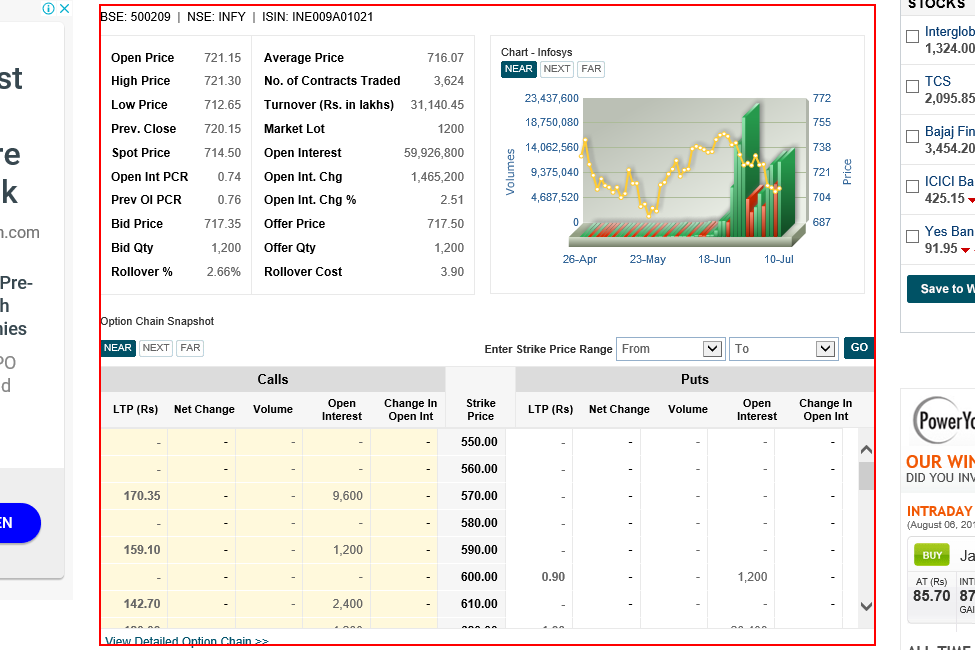 BSE: 500209 | NSE: INFY | ISIN: INE009A01021
Open Price 721.15 Average Price 716.07
High Price 721.30 No. of Contracts Traded 3,624
Low Price 712.65 Turnover (Rs. in lakhs) 31,140.45
Prev. Close 720.15 Market Lot 1200
Spot Price 714.50 Open Interest 59,926,800
Open Int PCR 0.74 Open Int. Chg 1,465,200
Prev OI PCR 0.76 Open Int. Chg % 2.51
Bid Price 717.35 Offer Price 717.50
Bid Qty 1,200 Offer Qty 1,200
Rollover % 2.66% Rollover Cost 3.90
Chart - Infosys
NEAR NEXT FAR
23,437,600 772
18,750,080 755
14,062,560 738
9,375,040 721
4,687,520 704
0 687
Volumes
Price
26-Apr 23-May 18-Jun 10-Jul
Option Chain Snapshot
NEAR NEXT FAR
Enter Strike Price Range From To GO
Calls Puts
LTP (Rs) Net Change Volume Open Interest Change In Open Int Strike Price LTP (Rs) Net Change Volume Open Interest Change In Open Int
- - - - - 550.00 - - - - -
- - - - - 560.00 - - - - -
170.35 - - 9,600 - 570.00 - - - - -
- - - - - 580.00 - - - - -
159.10 - - 1,200 - 590.00 - - - - -
- - - - - 600.00 0.90 - - 1,200 -
142.70 - - 2,400 - 610.00 - - - - -
View Detailed Option Chain >>
st
re
k
n.com
Pre-
h
nies
PO
d
EN
STOCKS
Interglob
1,324.00
TCS
2,095.85
Bajaj Fin
3,454.20
ICICI Ba
425.15
Yes Ban
91.95
Save to W
PowerYo
OUR WIN
DID YOU INV
INTRADAY
(August 06, 201
BUY Ja
AT (Rs) INT
85.70 87
GAI
ALL TIME